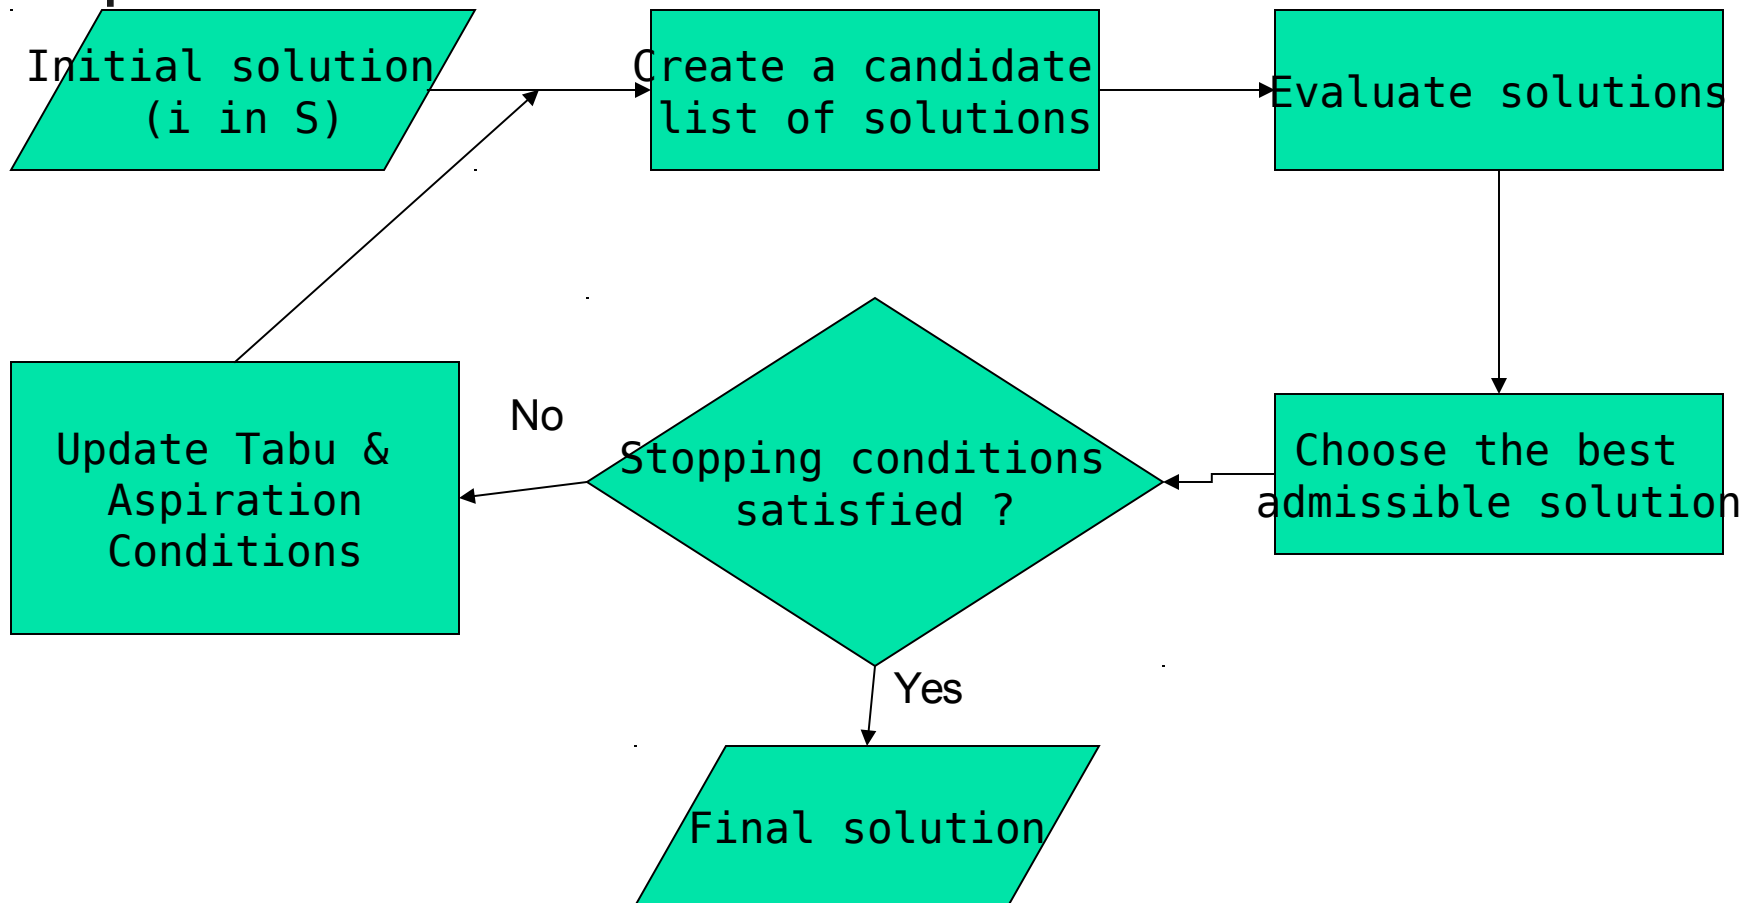 Initial solution
(i in S)
Create a candidate
list of solutions
Evaluate solutions
Choose the best
admissible solution
Stopping conditions
satisfied ?
No
Update Tabu &
Aspiration
Conditions
Yes
Final solution